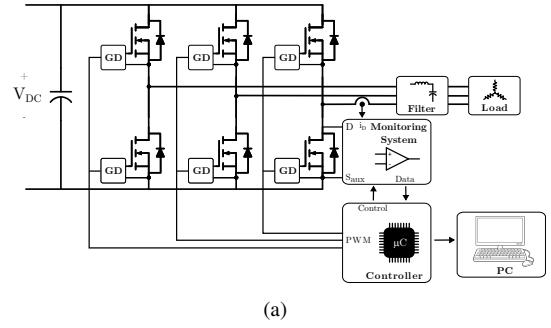 GD GD GD
+
V_DC
-
Filter
Load
D i_D Monitoring
System
+
-
GD GD GD
S_aux Data
Control
PWM µC
Controller
PC
(a)